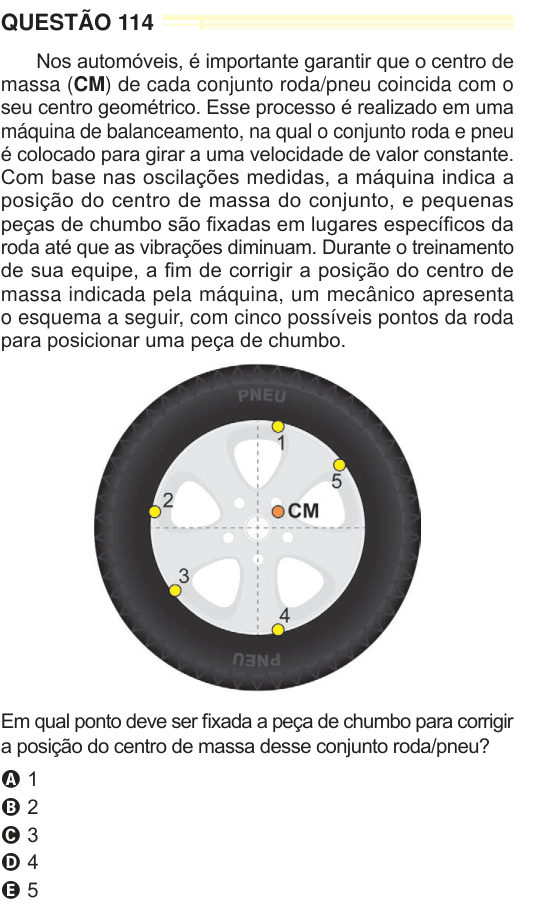 QUESTÃO 114
Nos automóveis, é importante garantir que o centro de
massa (CM) de cada conjunto roda/pneu coincida com o
seu centro geométrico. Esse processo é realizado em uma
máquina de balanceamento, na qual o conjunto roda e pneu
é colocado para girar a uma velocidade de valor constante.
Com base nas oscilações medidas, a máquina indica a
posição do centro de massa do conjunto, e pequenas
peças de chumbo são fixadas em lugares específicos da
roda até que as vibrações diminuam. Durante o treinamento
de sua equipe, a fim de corrigir a posição do centro de
massa indicada pela máquina, um mecânico apresenta
o esquema a seguir, com cinco possíveis pontos da roda
para posicionar uma peça de chumbo.
PNEU
1
5
2
CM
3
4
PNEU
Em qual ponto deve ser fixada a peça de chumbo para corrigir
a posição do centro de massa desse conjunto roda/pneu?
A 1
B 2
C 3
D 4
E 5